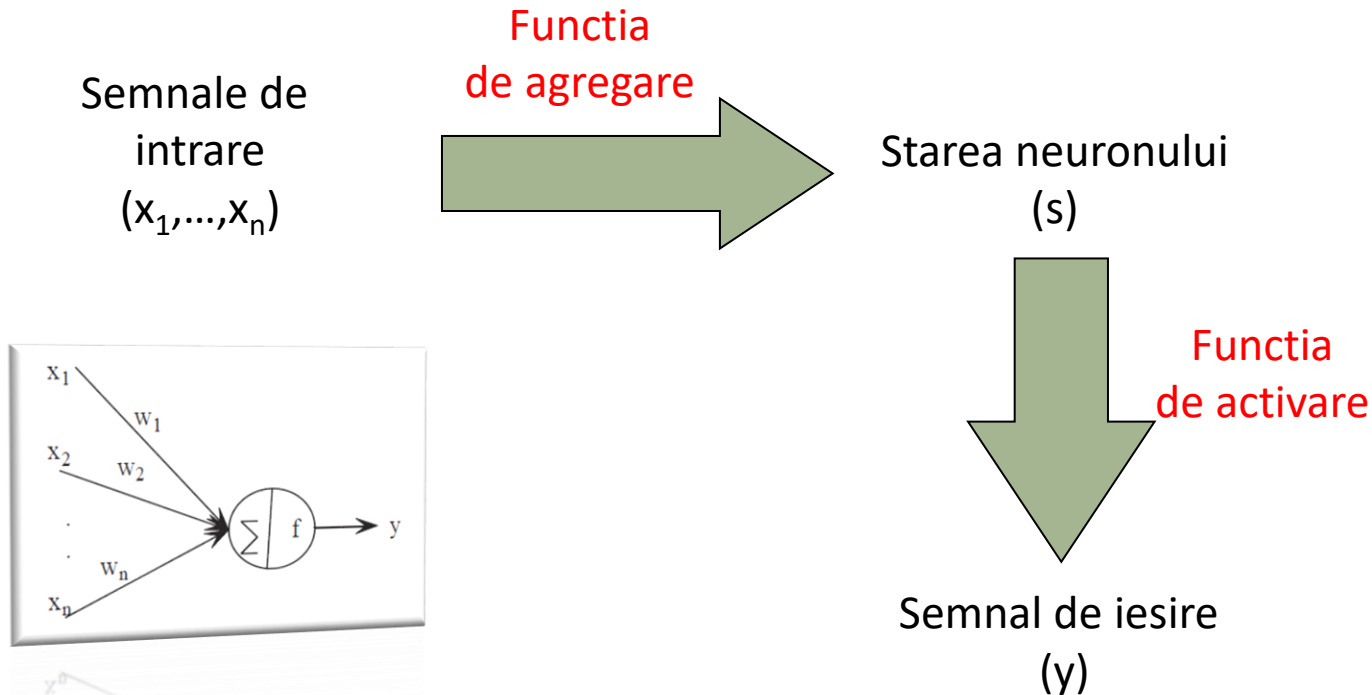 Functia
de agregare
Semnale de
intrare
(x₁,…,xₙ)
Starea neuronului
(s)
Functia
de activare
Semnal de iesire
(y)
x₁
w₁
x₂
w₂
.
.
wₙ
xₙ
∑ f
y